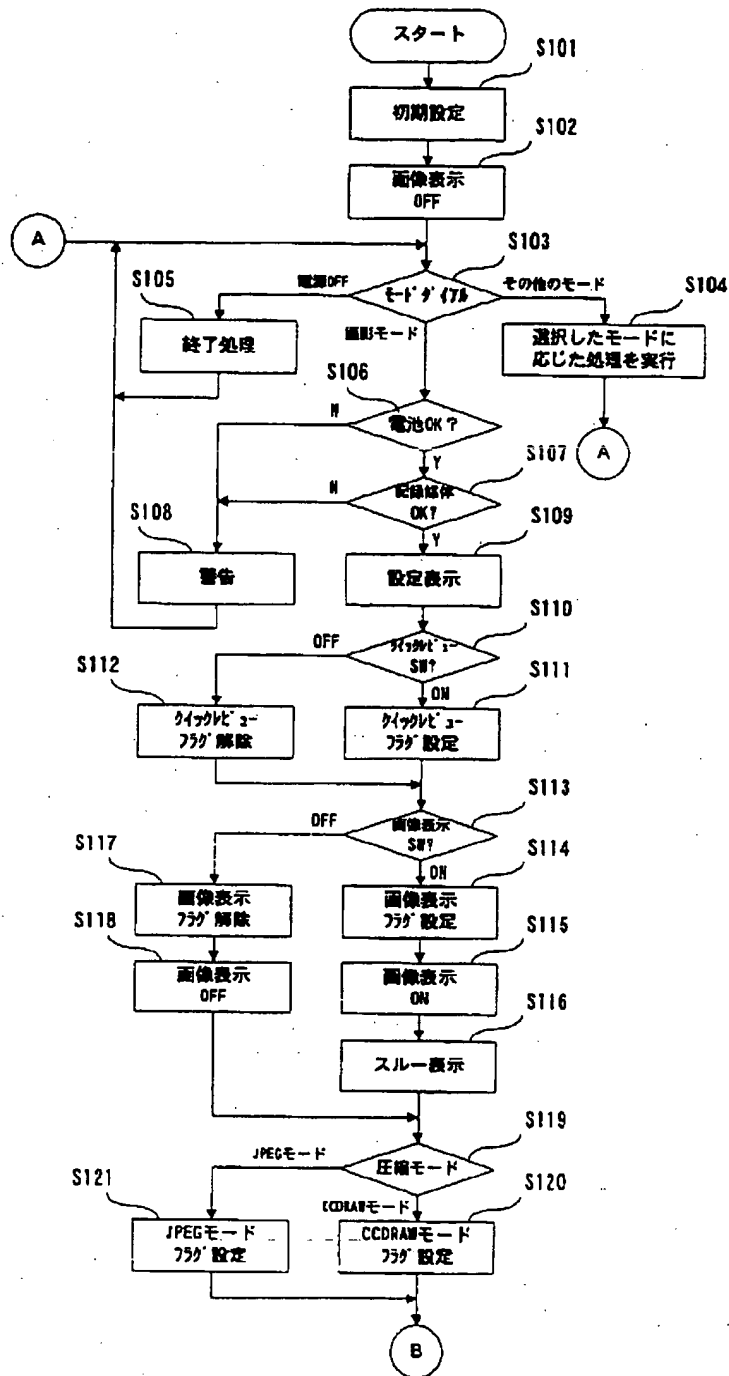 スタート
S101
初期設定
S102
画像表示
OFF
A
S103
電源OFF
モードダイアル
その他のモード
S104
S105
終了処理
撮影モード
選択したモードに
応じた処理を実行
S106
N
電池OK?
Y
A
S107
N
記録媒体
OK?
Y
S108
S109
警告
設定表示
S110
OFF
クイックレビュー
SW?
ON
S112
S111
クイックレビュー
フラグ解除
クイックレビュー
フラグ設定
S113
OFF
画像表示
SW?
ON
S117
S114
画像表示
フラグ解除
画像表示
フラグ設定
S118
S115
画像表示
OFF
画像表示
ON
S116
スルー表示
S119
JPEGモード
圧縮モード
S121
CCDRAWモード
S120
JPEGモード
フラグ設定
CCDRAWモード
フラグ設定
B